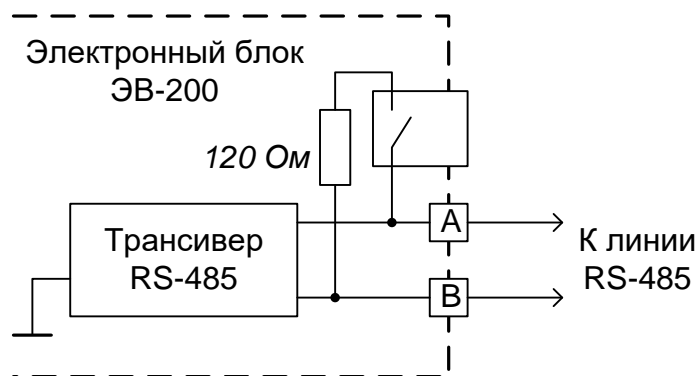 Электронный блок
ЭВ-200
120 Ом
Трансивер
RS-485
A
B
К линии
RS-485